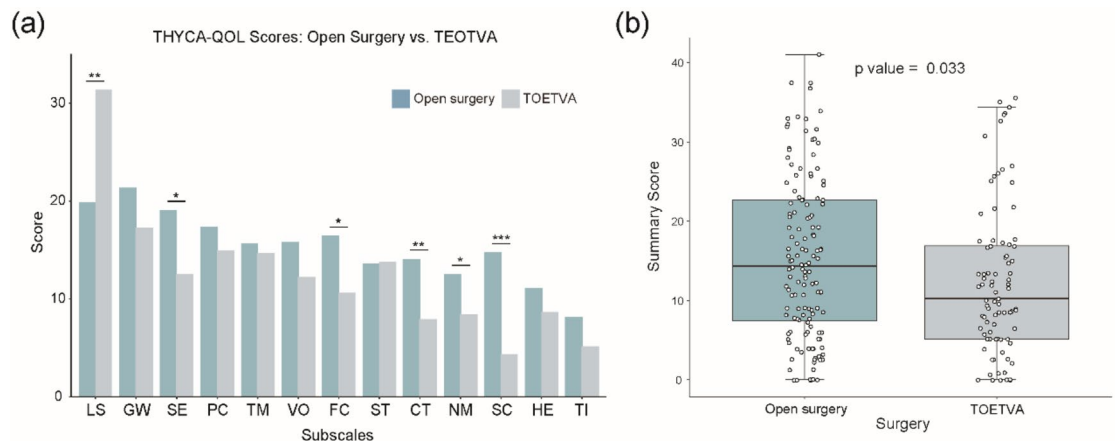 (a)
THYCA-QOL Scores: Open Surgery vs. TEOTVA
Open surgery
TOETVA
Score
30
20
10
0
**
*
*
**
*
***
LS GW SE PC TM VO FC ST CT NM SC HE TI
Subscales
(b)
p value = 0.033
Summary Score
40
30
20
10
0
Open surgery TOETVA
Surgery